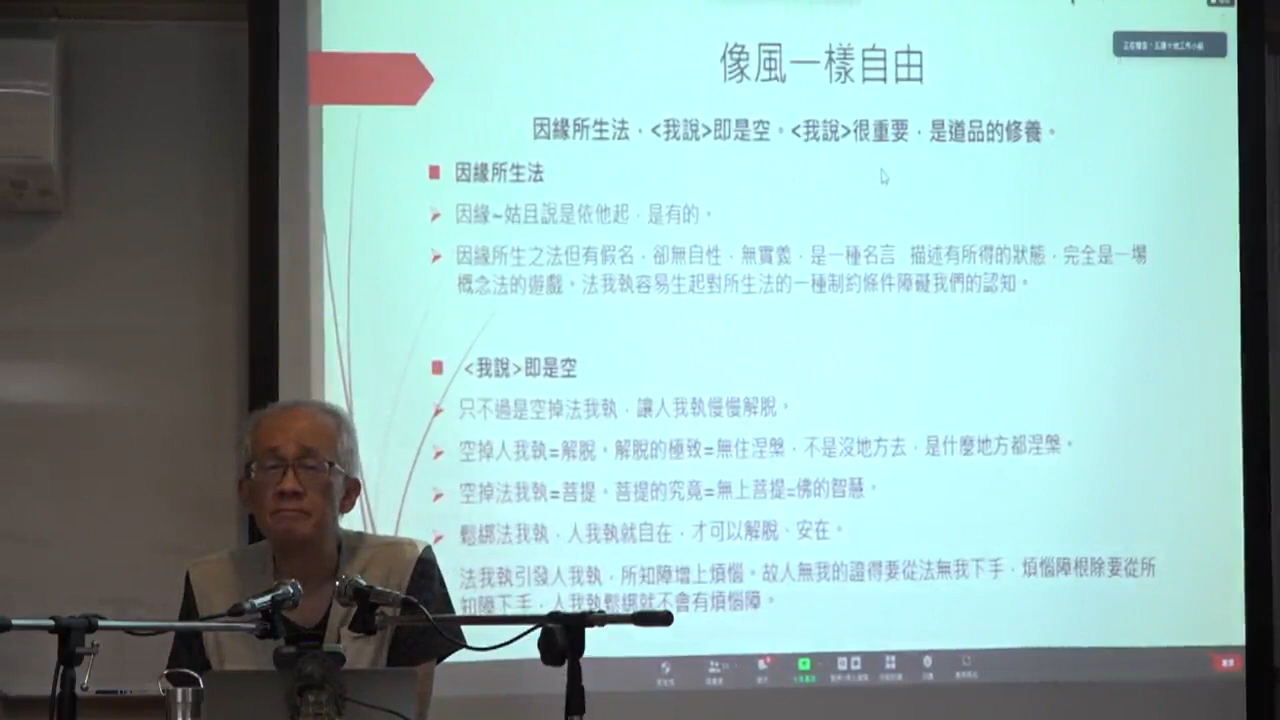 像風一樣自由
因緣所生法，<我說>即是空。<我說>很重要，是道品的修養。
因緣所生法
因緣~姑且說是依他起，是有的。
因緣所生之法但有假名，卻無自性，無實義，是一種名言 描述有所得的狀態，完全是一場
概念法的遊戲。法我執容易生起對所生法的一種制約條件障礙我們的認知。
<我說>即是空
只不過是空掉法我執，讓人我執慢慢解脫。
空掉人我執=解脫。解脫的極致=無住涅槃，不是沒地方去，是什麼地方都涅槃。
空掉法我執=菩提。菩提的究竟=無上菩提=佛的智慧。
鬆綁法我執，人我執就自在，才可以解脫、安在。
法我執引發人我執，所知障增上煩惱。故人無我的證得要從法無我下手，煩惱障根除要從所
知障下手，人我執鬆綁就不會有煩惱障。